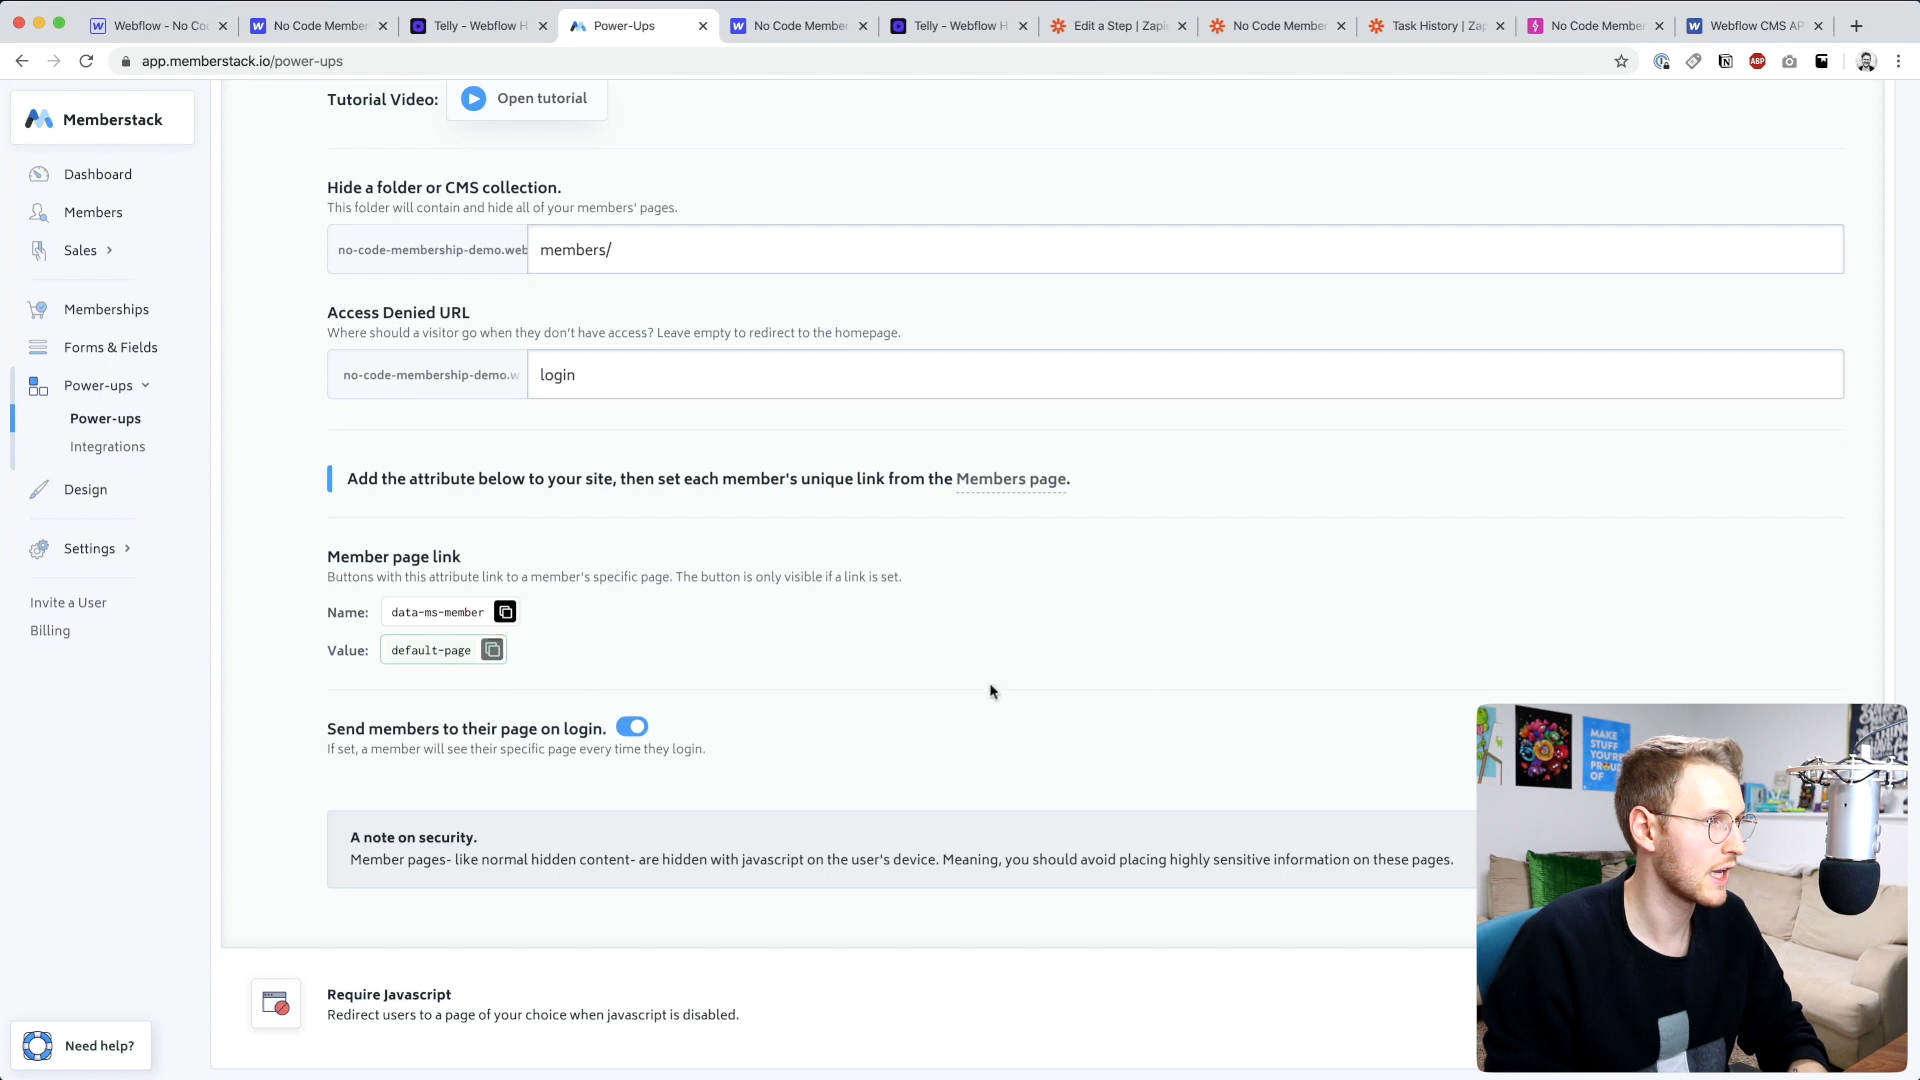 Webflow - No Co
No Code Member
Telly - Webflow H
Power-Ups
No Code Member
Telly - Webflow H
Edit a Step | Zapie
No Code Member
Task History | Zap
No Code Member
Webflow CMS AP
app.memberstack.io/power-ups
ABP
Memberstack
Dashboard
Members
Sales
Memberships
Forms & Fields
Power-ups
Power-ups
Integrations
Design
Settings
Invite a User
Billing
Need help?
Tutorial Video: Open tutorial
Hide a folder or CMS collection.
This folder will contain and hide all of your members' pages.
no-code-membership-demo.web members/
Access Denied URL
Where should a visitor go when they don't have access? Leave empty to redirect to the homepage.
no-code-membership-demo.w login
Add the attribute below to your site, then set each member's unique link from the Members page.
Member page link
Buttons with this attribute link to a member's specific page. The button is only visible if a link is set.
Name: data-ms-member
Value: default-page
Send members to their page on login.
If set, a member will see their specific page every time they login.
A note on security.
Member pages- like normal hidden content- are hidden with javascript on the user's device. Meaning, you should avoid placing highly sensitive information on these pages.
Require Javascript
Redirect users to a page of your choice when javascript is disabled.
MAKE
STUFF
YOU'RE
PROUD
OF